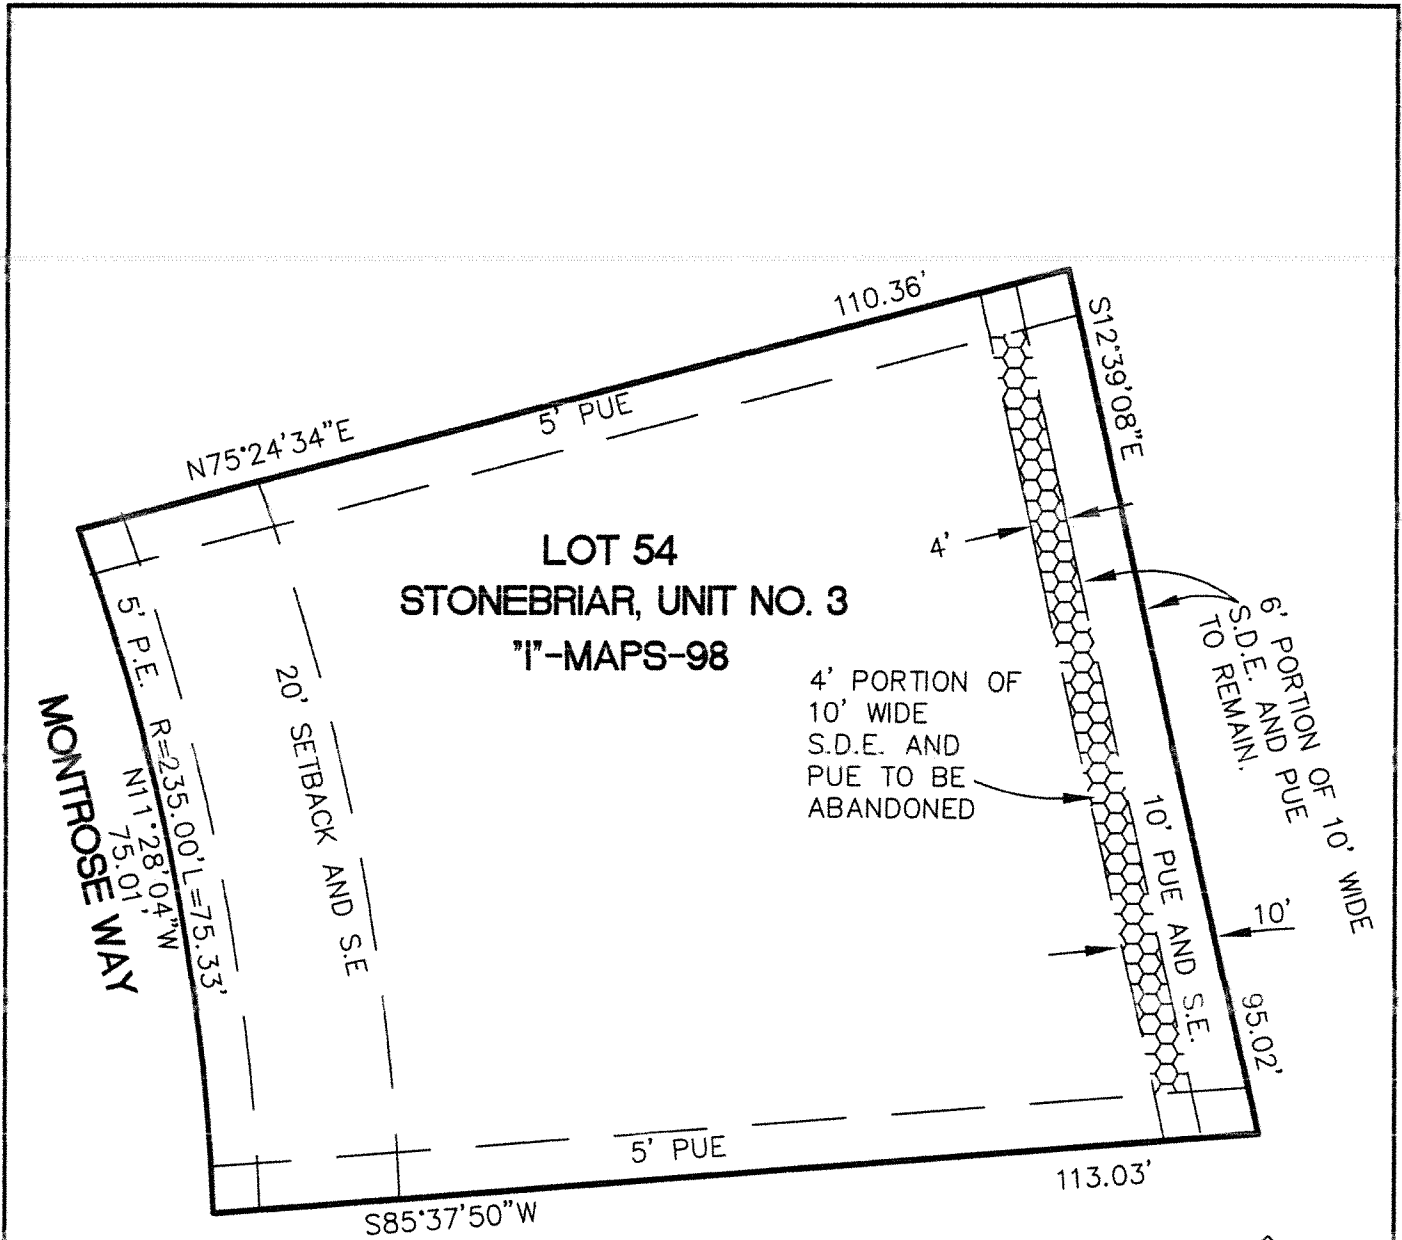 110.36'
S12°39'08"E
N75°24'34"E
5' PUE
LOT 54
STONEBRIAR, UNIT NO. 3
"I"-MAPS-98
4'
6' PORTION OF 10' WIDE
S.D.E. AND PUE
TO REMAIN.
5' P.E.
R=235.00' L=75.33'
N11°28'04"W
75.01'
MONTROSE WAY
20' SETBACK AND S.E
4' PORTION OF
10' WIDE
S.D.E. AND
PUE TO BE
ABANDONED
10' PUE AND S.E.
10'
95.02'
5' PUE
113.03'
S85°37'50"W